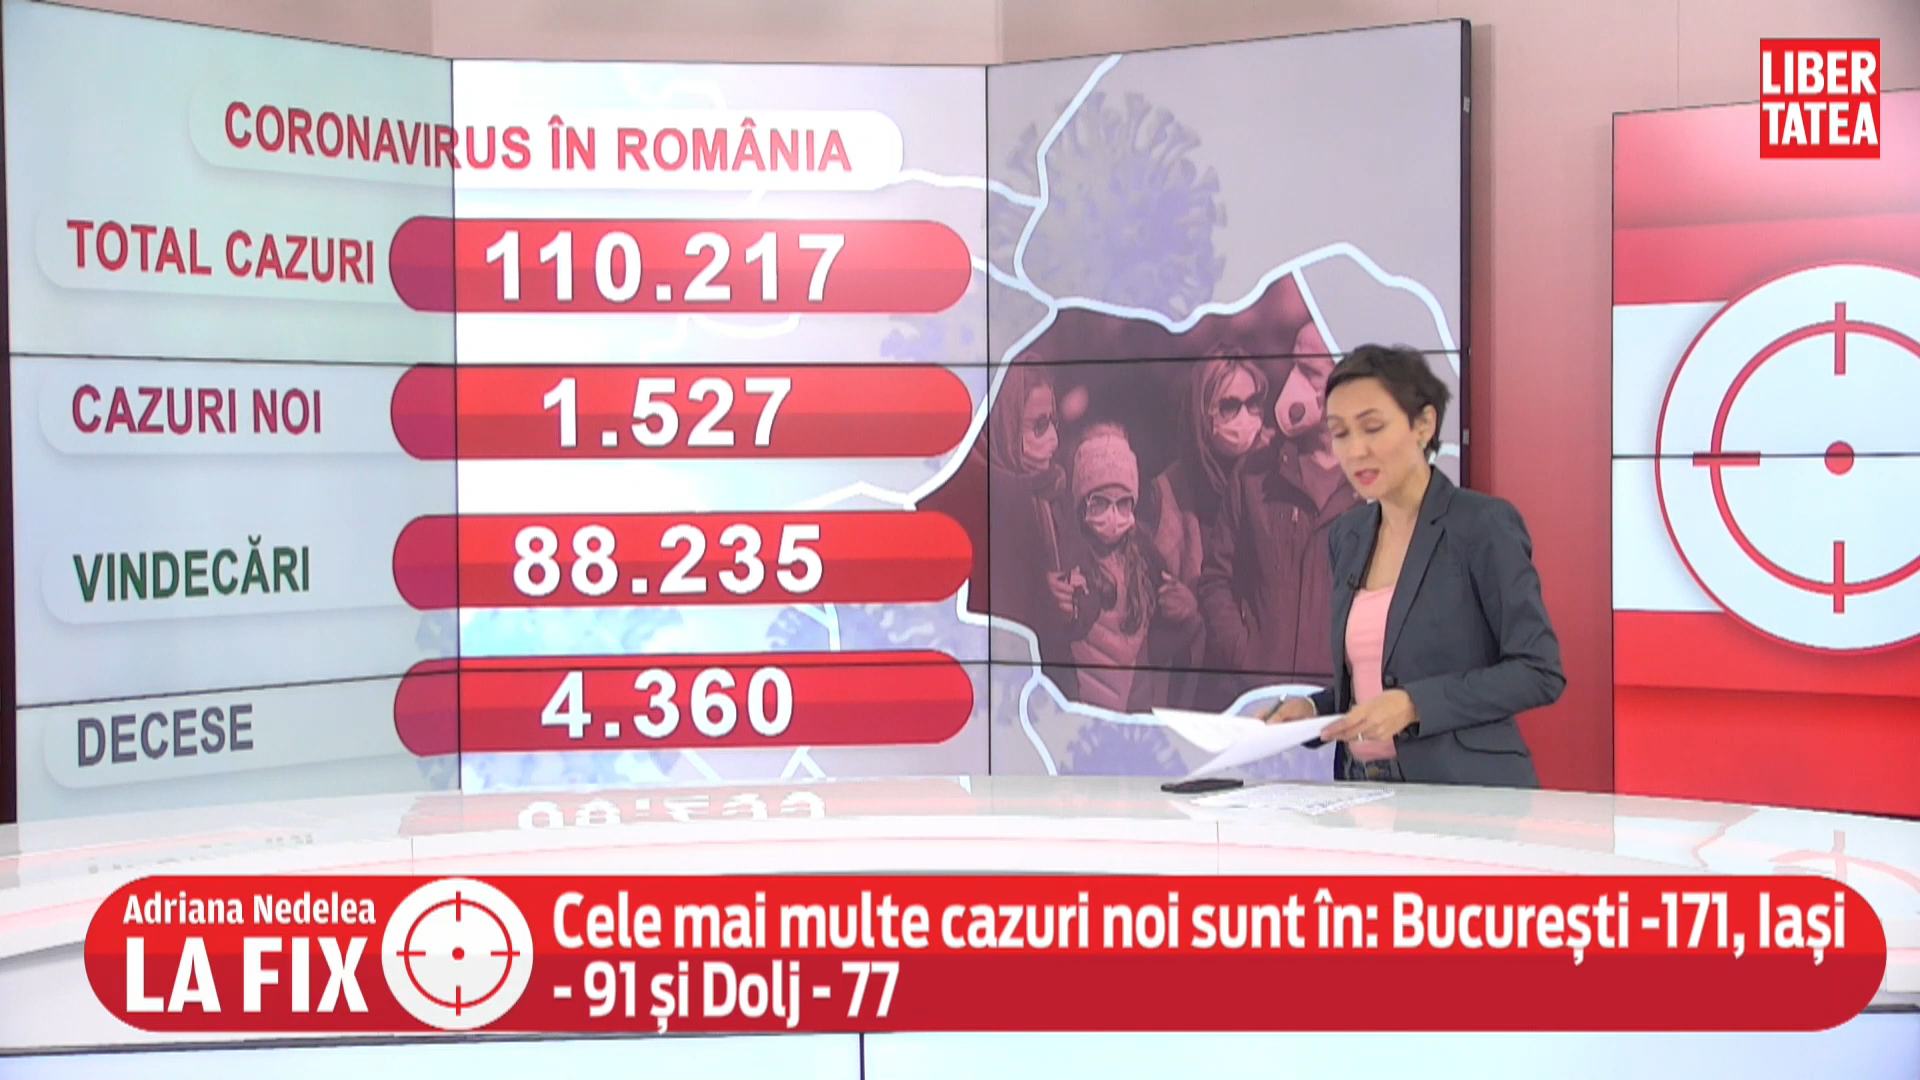 LIBER
TATEA
CORONAVIRUS ÎN ROMÂNIA
TOTAL CAZURI 110.217
CAZURI NOI 1.527
VINDECĂRI 88.235
DECESE 4.360
Adriana Nedelea
LA FIX
Cele mai multe cazuri noi sunt în: București -171, Iași
- 91 și Dolj - 77